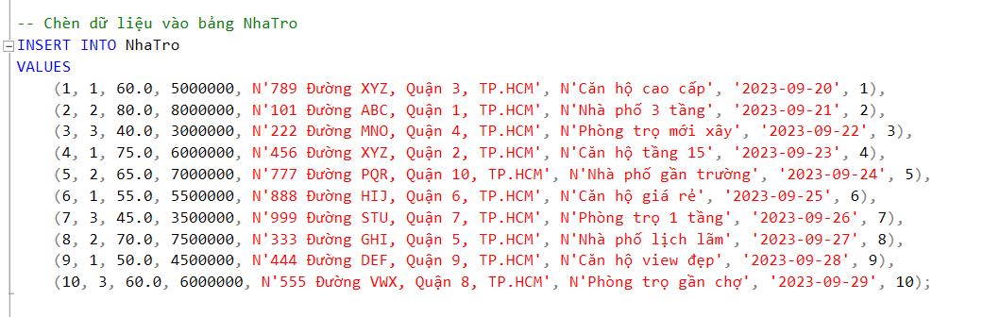 -- Chèn dữ liệu vào bảng NhaTro
INSERT INTO NhaTro
VALUES
(1, 1, 60.0, 5000000, N'789 Đường XYZ, Quận 3, TP.HCM', N'Căn hộ cao cấp', '2023-09-20', 1),
(2, 2, 80.0, 8000000, N'101 Đường ABC, Quận 1, TP.HCM', N'Nhà phố 3 tầng', '2023-09-21', 2),
(3, 3, 40.0, 3000000, N'222 Đường MNO, Quận 4, TP.HCM', N'Phòng trọ mới xây', '2023-09-22', 3),
(4, 1, 75.0, 6000000, N'456 Đường XYZ, Quận 2, TP.HCM', N'Căn hộ tầng 15', '2023-09-23', 4),
(5, 2, 65.0, 7000000, N'777 Đường PQR, Quận 10, TP.HCM', N'Nhà phố gần trường', '2023-09-24', 5),
(6, 1, 55.0, 5500000, N'888 Đường HIJ, Quận 6, TP.HCM', N'Căn hộ giá rẻ', '2023-09-25', 6),
(7, 3, 45.0, 3500000, N'999 Đường STU, Quận 7, TP.HCM', N'Phòng trọ 1 tầng', '2023-09-26', 7),
(8, 2, 70.0, 7500000, N'333 Đường GHI, Quận 5, TP.HCM', N'Nhà phố lịch lãm', '2023-09-27', 8),
(9, 1, 50.0, 4500000, N'444 Đường DEF, Quận 9, TP.HCM', N'Căn hộ view đẹp', '2023-09-28', 9),
(10, 3, 60.0, 6000000, N'555 Đường VWX, Quận 8, TP.HCM', N'Phòng trọ gần chợ', '2023-09-29', 10);